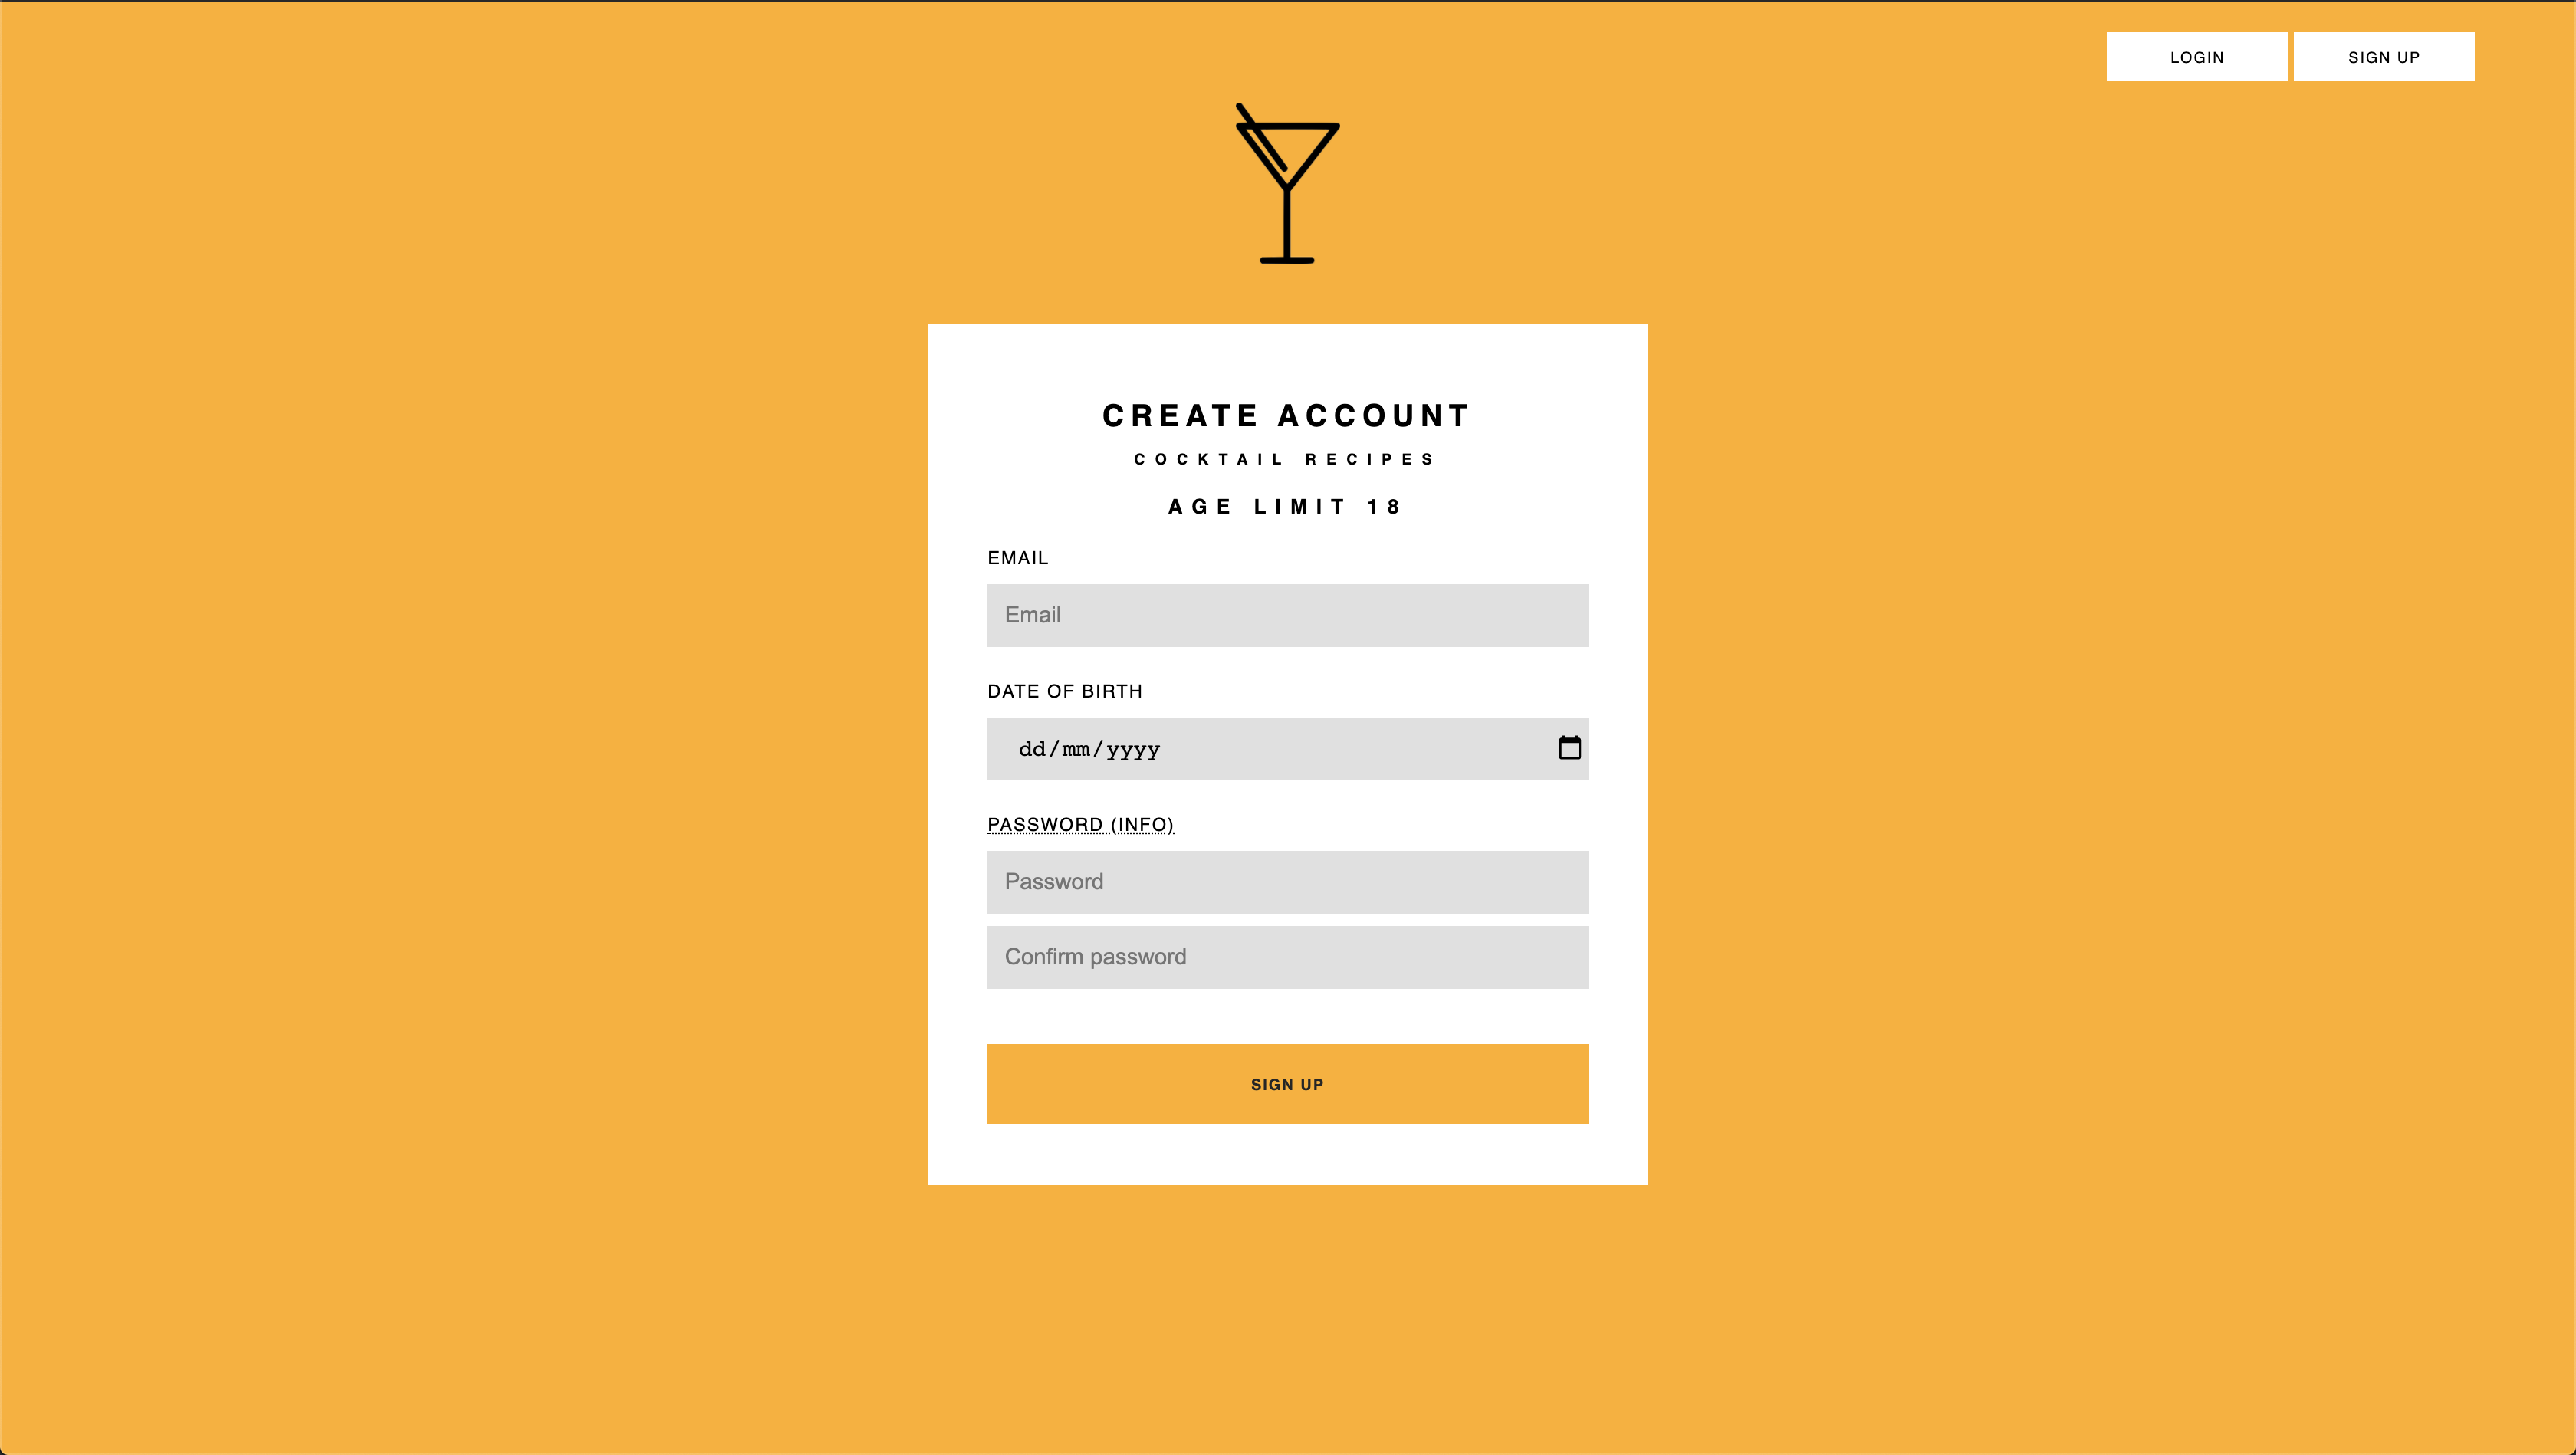 LOGIN SIGN UP
CREATE ACCOUNT
COCKTAIL RECIPES
AGE LIMIT 18
EMAIL
Email
DATE OF BIRTH
dd/mm/yyyy
PASSWORD (INFO)
Password
Confirm password
SIGN UP